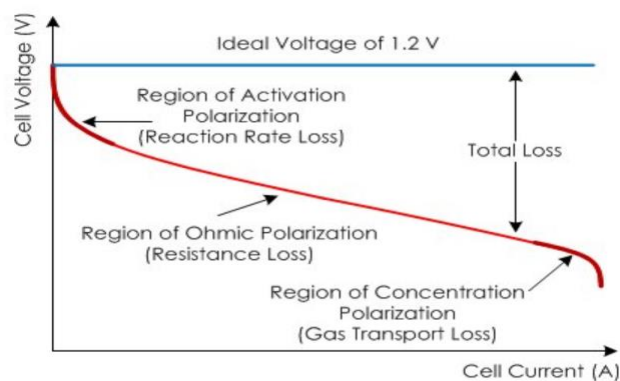 Cell Voltage (V)
Ideal Voltage of 1.2 V
Region of Activation
Polarization
(Reaction Rate Loss)
Total Loss
Region of Ohmic Polarization
(Resistance Loss)
Region of Concentration
Polarization
(Gas Transport Loss)
Cell Current (A)